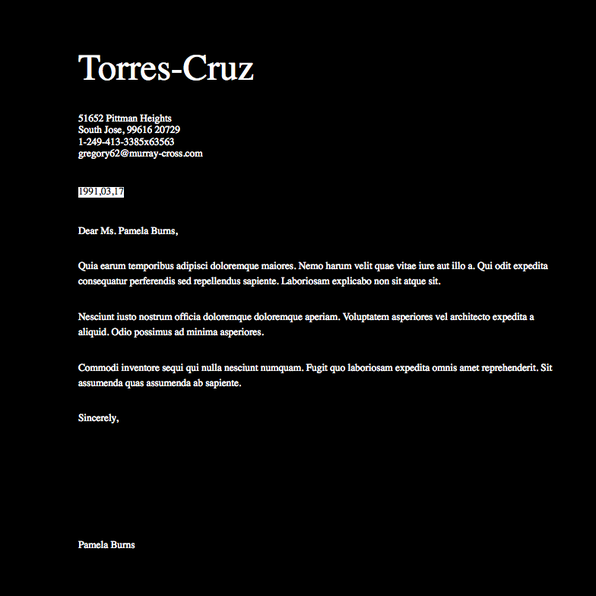 Torres-Cruz
51652 Pittman Heights
South Jose, 99616 20729
1-249-413-3385x63563
gregory62@murray-cross.com
1991,03,17
Dear Ms. Pamela Burns,
Quia earum temporibus adipisci doloremque maiores. Nemo harum velit quae vitae iure aut illo a. Qui odit expedita
consequatur perferendis sed repellendus sapiente. Laboriosam explicabo non sit atque sit.
Nesciunt iusto nostrum officia doloremque doloremque aperiam. Voluptatem asperiores vel architecto expedita a
aliquid. Odio possimus ad minima asperiores.
Commodi inventore sequi qui nulla nesciunt numquam. Fugit quo laboriosam expedita omnis amet reprehenderit. Sit
assumenda quas assumenda ab sapiente.
Sincerely,
Pamela Burns